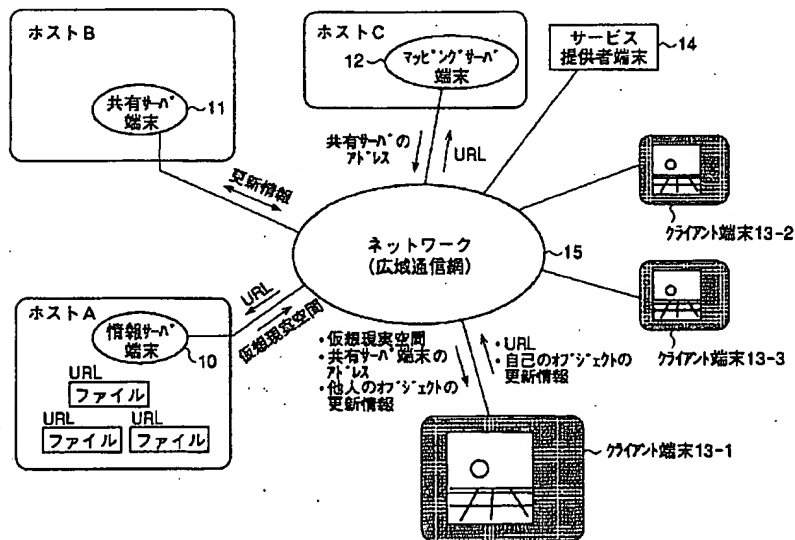 ホストB
共有サーバ
端末
11
ホストC
12
マッピングサーバ
端末
サービス
提供者端末
14
共有サーバの
アドレス
URL
更新情報
クライアント端末13-2
ネットワーク
(広域通信網)
15
クライアント端末13-3
ホストA
情報サーバ
端末
10
URL
仮想現実空間
URL
ファイル
URL
ファイル
URL
ファイル
・仮想現実空間
・共有サーバ端末の
アドレス
・他人のオブジェクトの
更新情報
・URL
・自己のオブジェクトの
更新情報
クライアント端末13-1